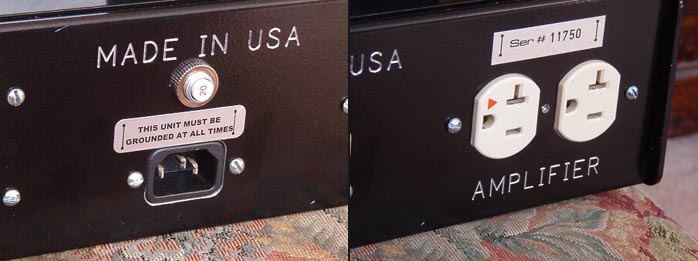 MADE IN USA
20
THIS UNIT MUST BE
GROUNDED AT ALL TIMES
USA
Ser # 11750
AMPLIFIER